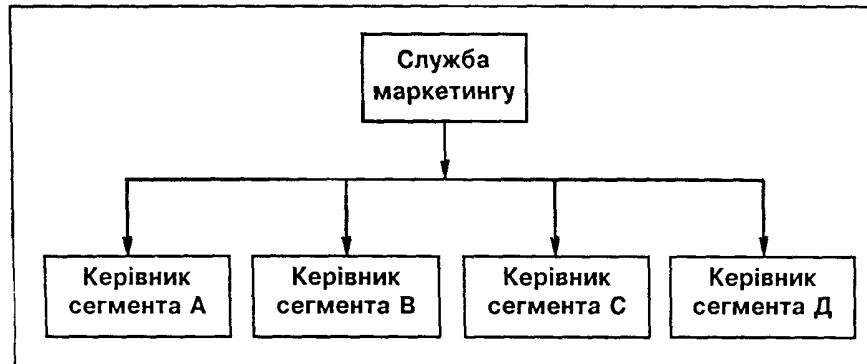 Служба
маркетингу
Керівник
сегмента А
Керівник
сегмента В
Керівник
сегмента С
Керівник
сегмента Д